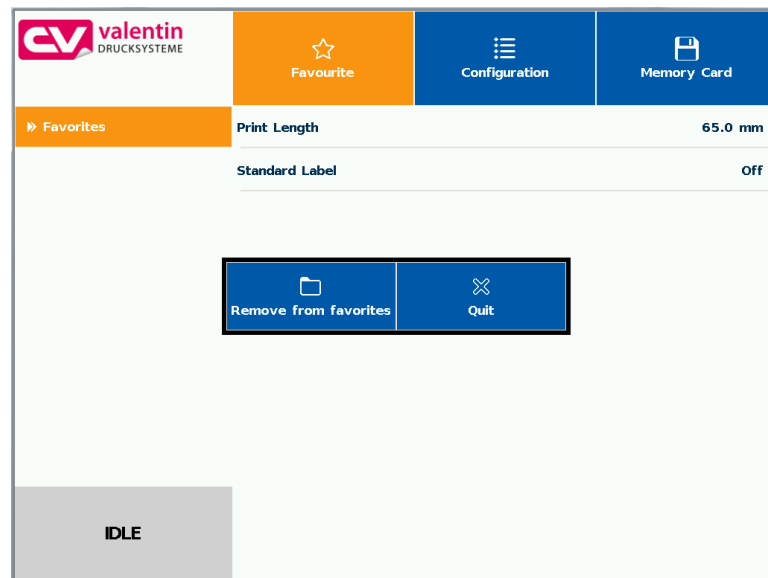 valentin
DRUCKSYSTEME
Favourite
Configuration
Memory Card
Favorites
Print Length 65.0 mm
Standard Label Off
Remove from favorites
Quit
IDLE